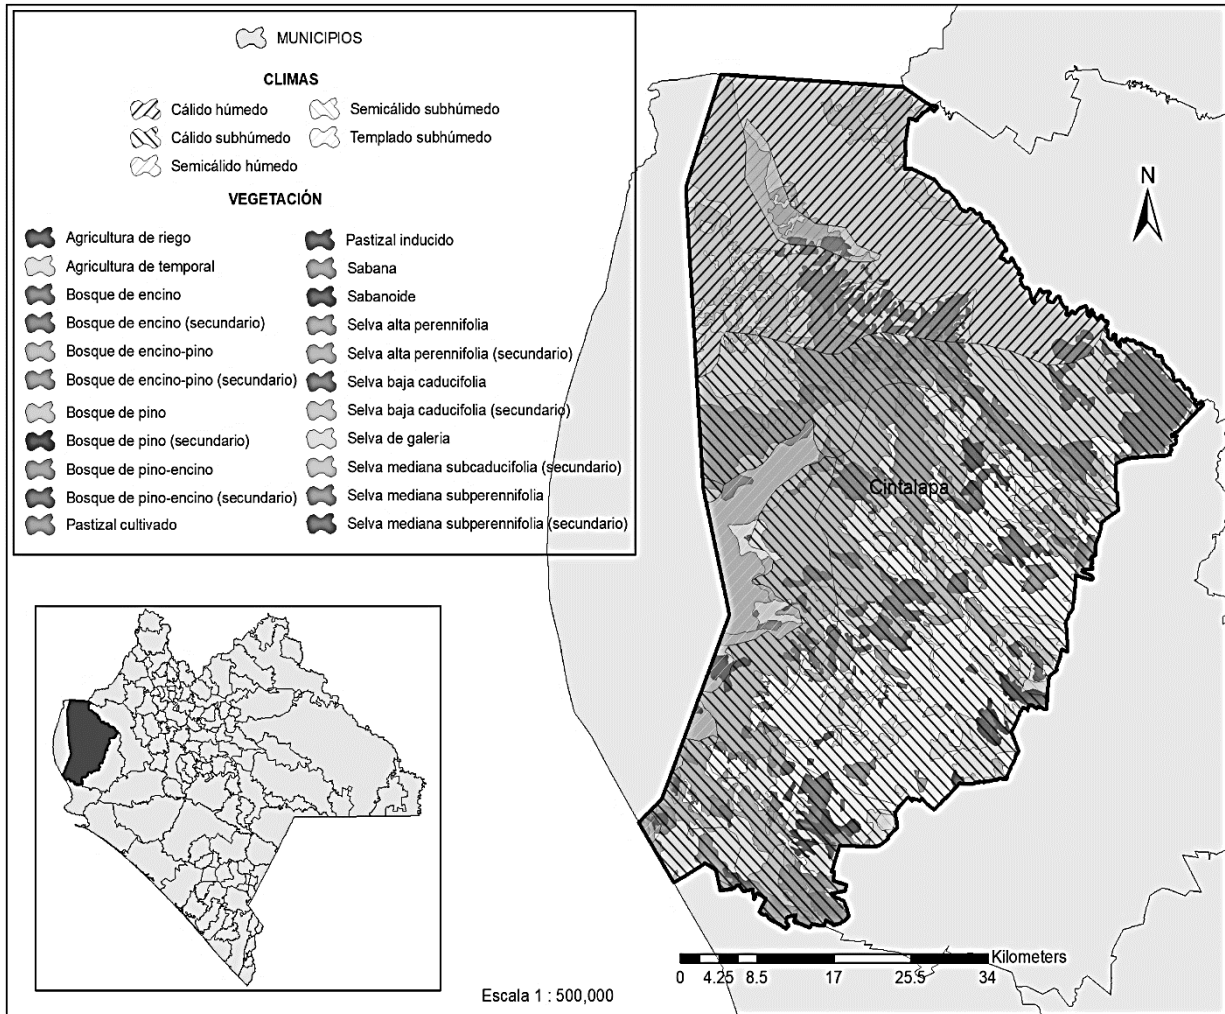 MUNICIPIOS
CLIMAS
Cálido húmedo
Semicálido subhúmedo
Cálido subhúmedo
Templado subhúmedo
Semicálido húmedo
VEGETACIÓN
Agricultura de riego
Agricultura de temporal
Bosque de encino
Bosque de encino (secundario)
Bosque de encino-pino
Bosque de encino-pino (secundario)
Bosque de pino
Bosque de pino (secundario)
Bosque de pino-encino
Bosque de pino-encino (secundario)
Pastizal cultivado
Pastizal inducido
Sabana
Sabanoide
Selva alta perennifolia
Selva alta perennifolia (secundario)
Selva baja caducifolia
Selva baja caducifolia (secundario)
Selva de galeria
Selva mediana subcaducifolia (secundario)
Selva mediana subperennifolia
Selva mediana subperennifolia (secundario)
N
Cintalapa
Kilometers
0 4.25 8.5 17 25.5 34
Escala 1 : 500,000